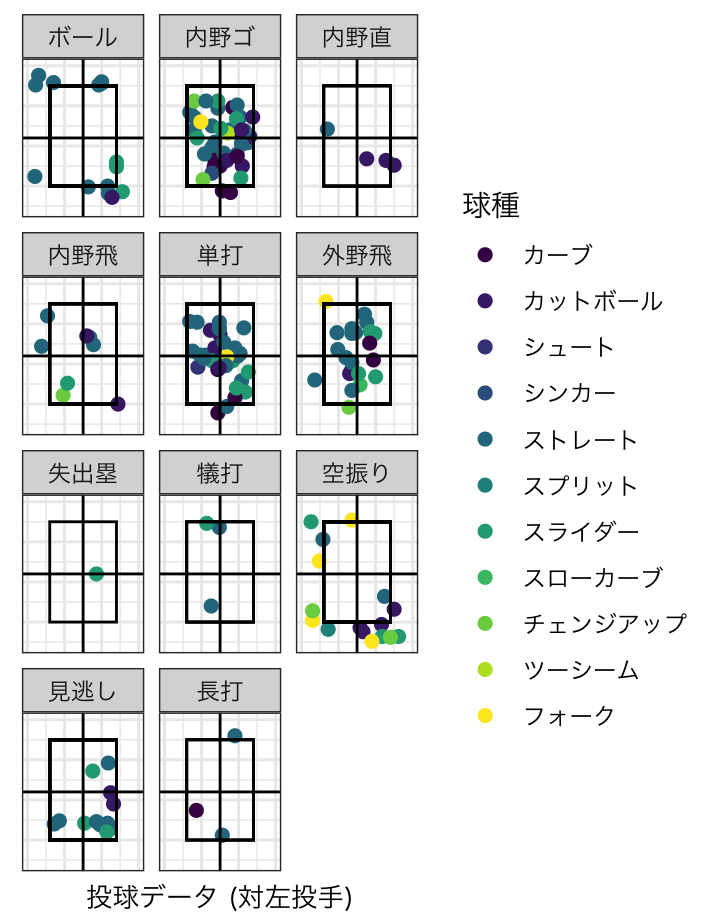 ボール
内野ゴ
内野直
内野飛
単打
外野飛
失出塁
犠打
空振り
見逃し
長打
投球データ (対左投手)
球種
カーブ
カットボール
シュート
シンカー
ストレート
スプリット
スライダー
スローカーブ
チェンジアップ
ツーシーム
フォーク